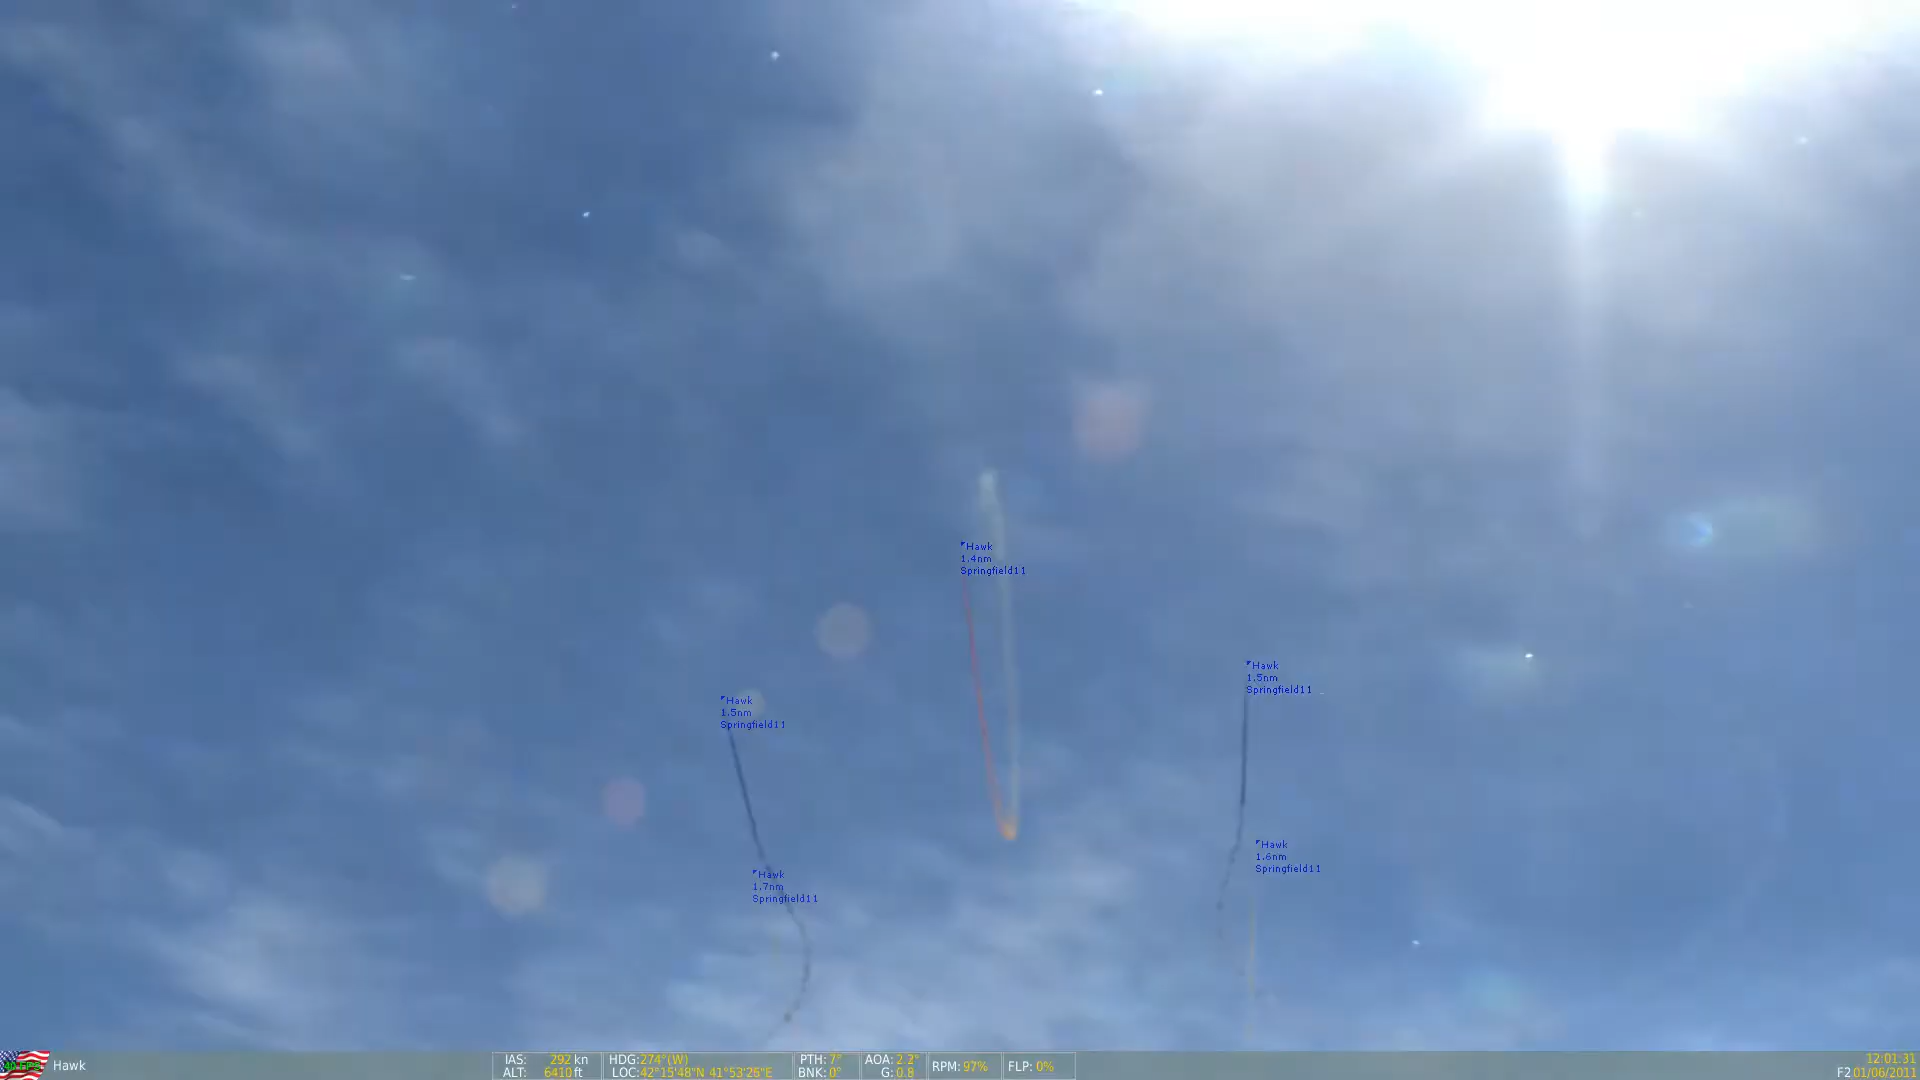 Hawk
1.4nm
Springfield11
Hawk
1.5nm
Springfield11
Hawk
1.5nm
Springfield11
Hawk
1.6nm
Springfield11
Hawk
1.7nm
Springfield11
40 FPS
Hawk
IAS: 292 kn
ALT: 6410 ft
HDG:274°(W)
LOC:42°15'48"N 41°53'26"E
PTH: 7°
BNK: 0°
AOA: 2.2°
G: 0.8
RPM: 97%
FLP: 0%
12:01:31
F2 01/06/2011